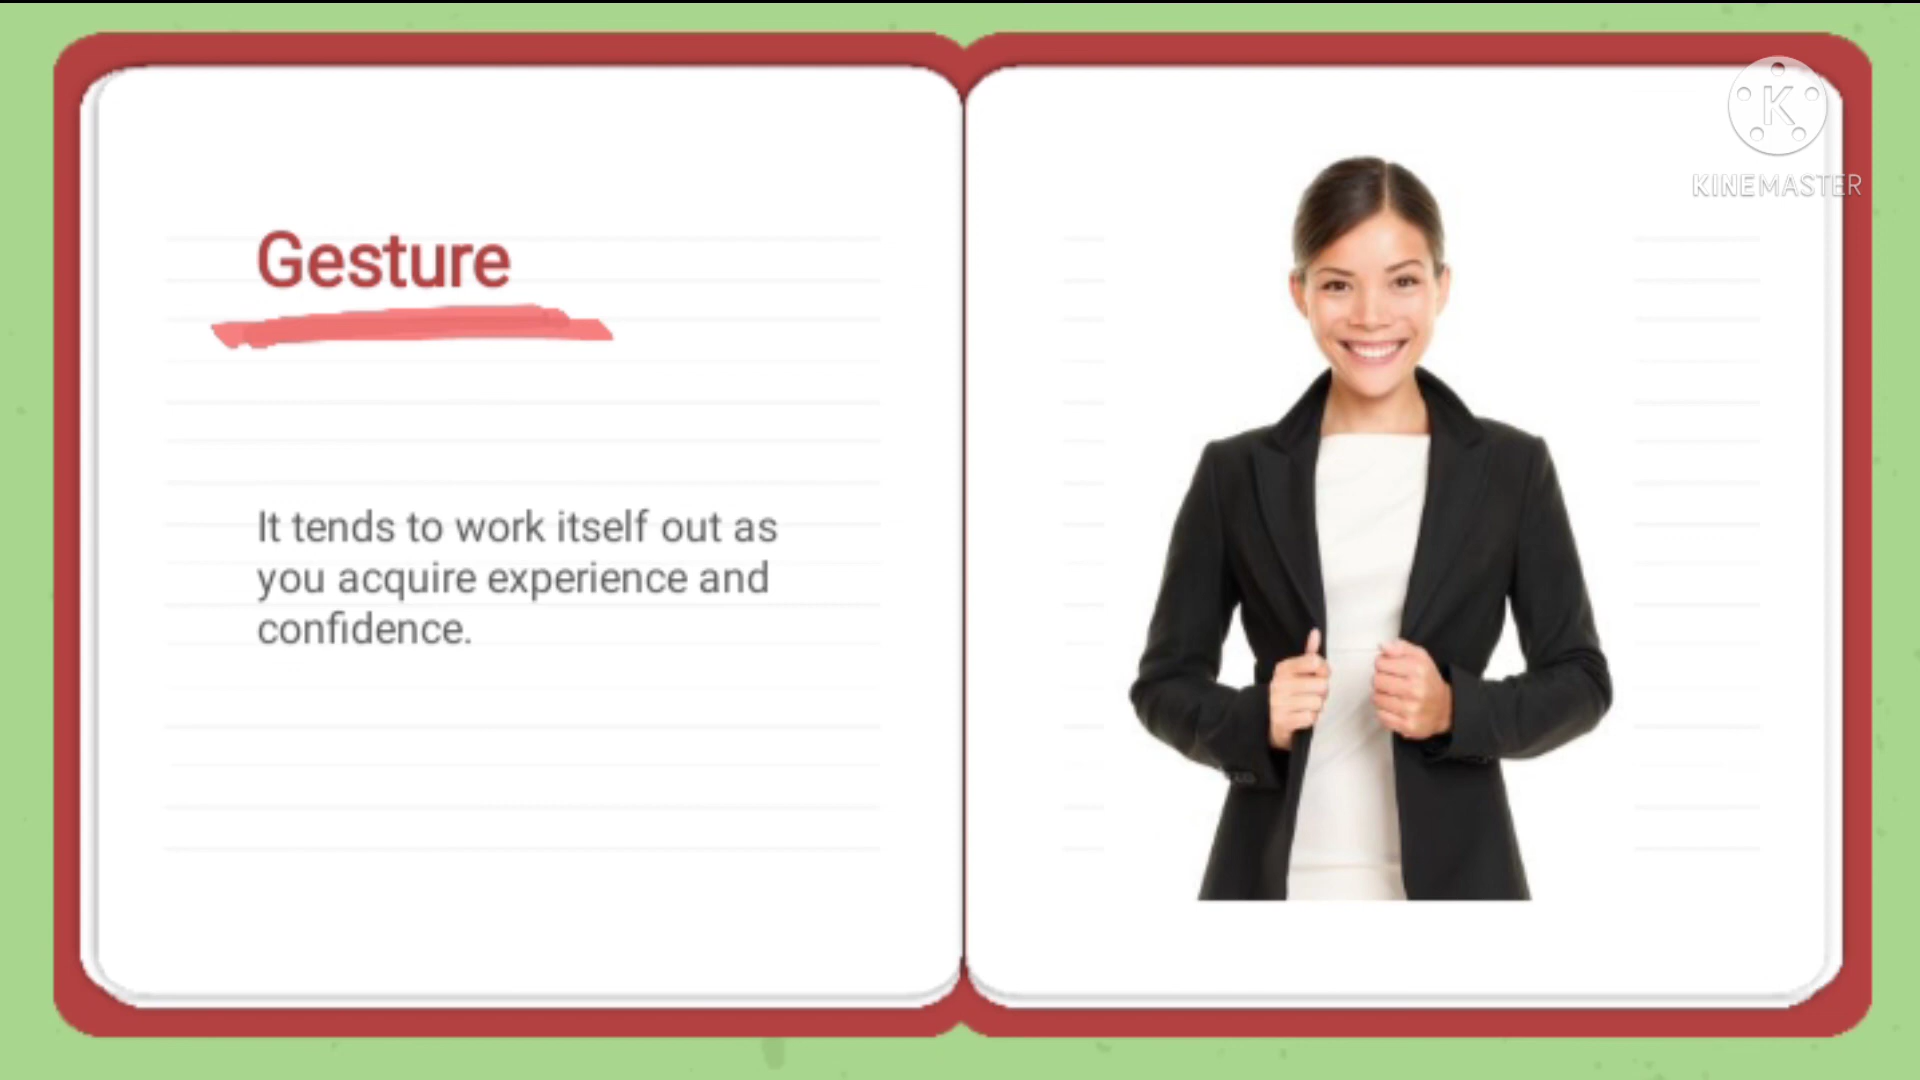 Gesture
It tends to work itself out as
you acquire experience and
confidence.
K
KINEMASTER